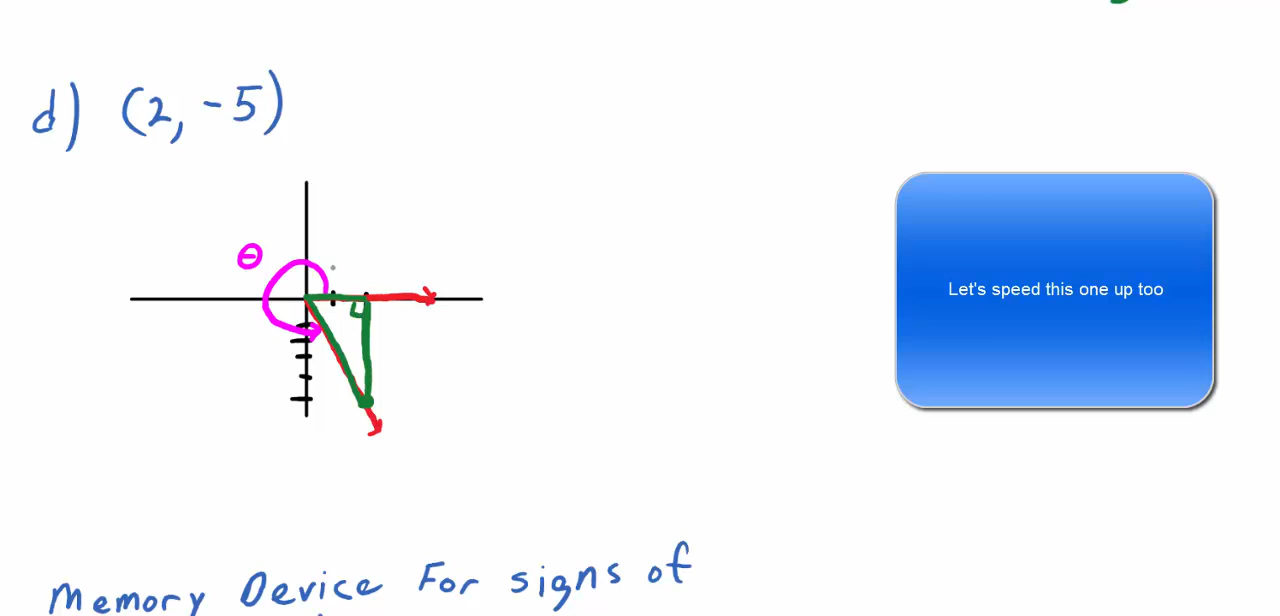 d) (2, -5)
θ
Let's speed this one up too
Memory Device For signs of